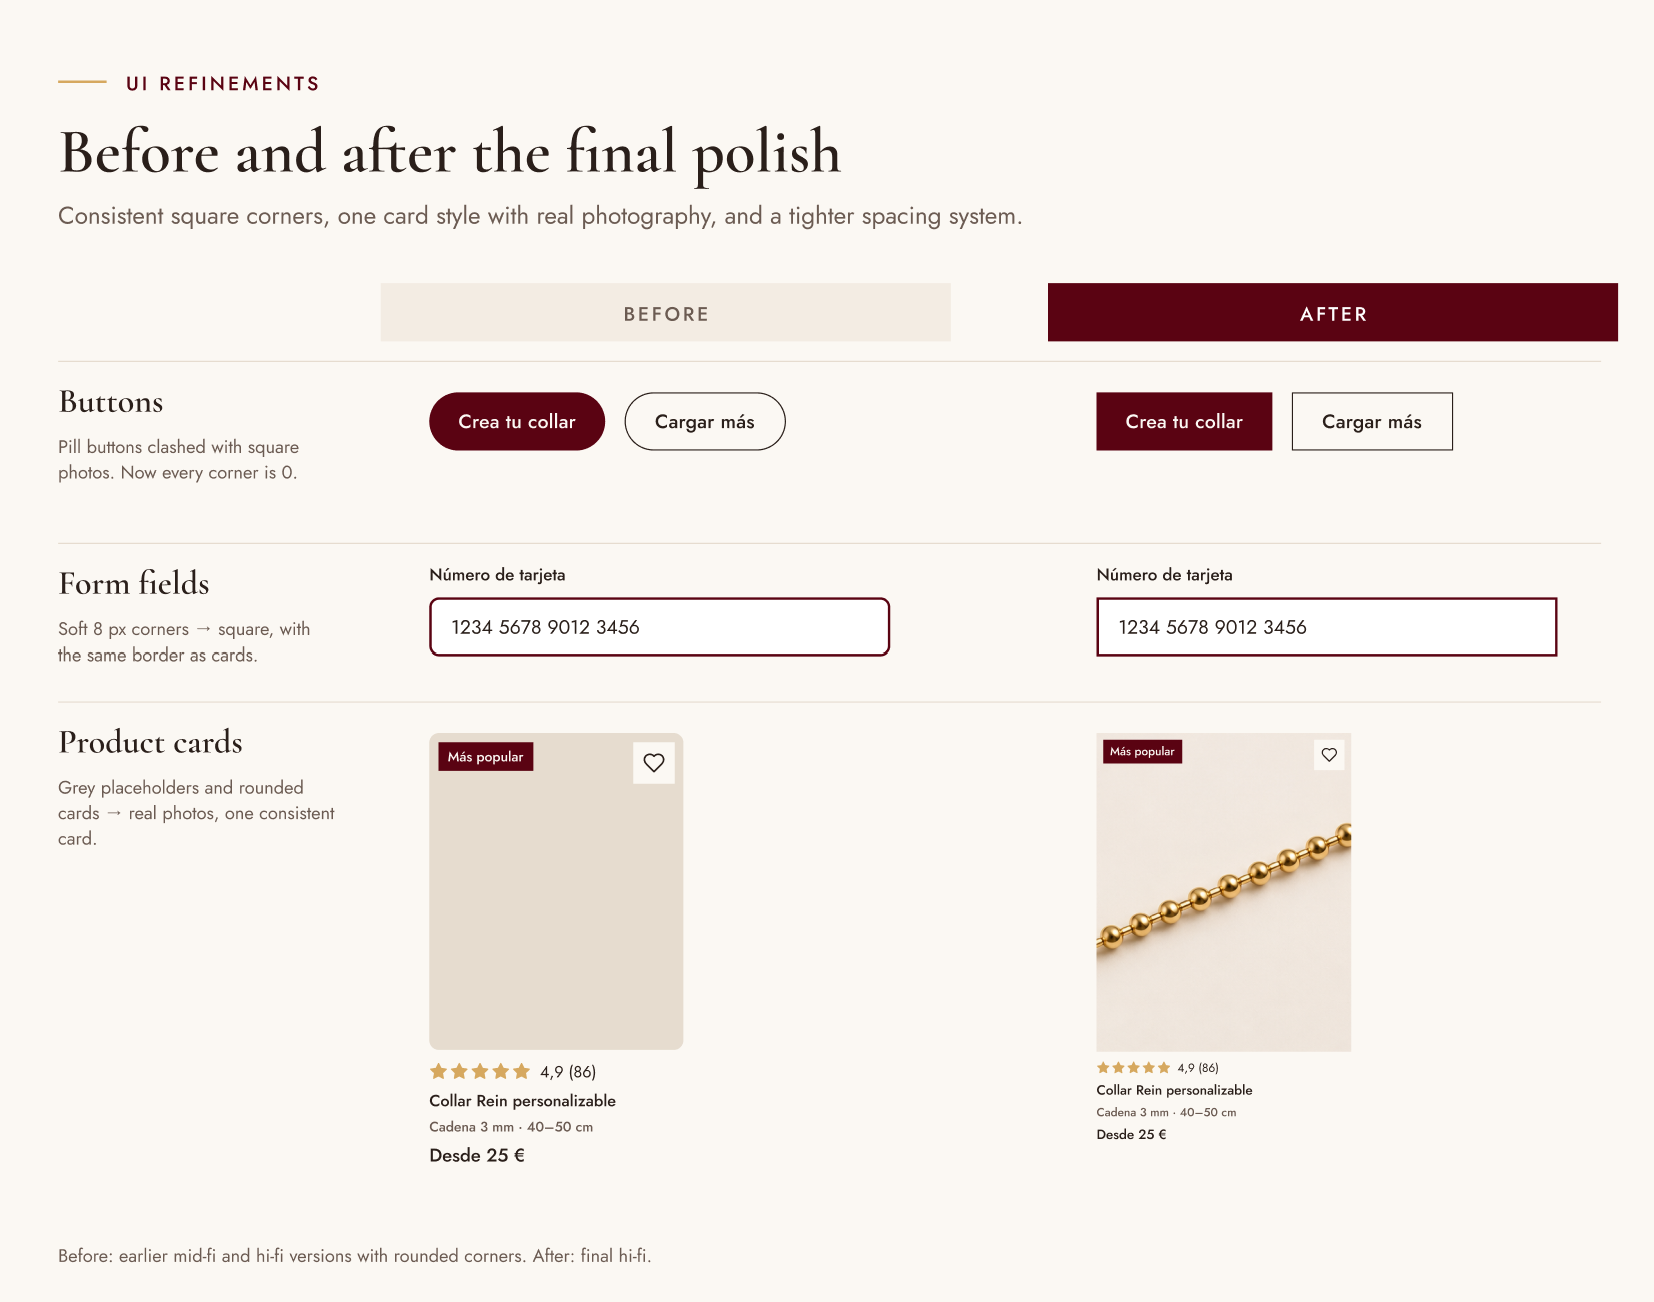 UI REFINEMENTS
Before and after the final polish
Consistent square corners, one card style with real photography, and a tighter spacing system.
BEFORE
AFTER
Buttons
Pill buttons clashed with square
photos. Now every corner is 0.
Crea tu collar
Cargar más
Crea tu collar
Cargar más
Form fields
Soft 8 px corners → square, with
the same border as cards.
Número de tarjeta
1234 5678 9012 3456
Número de tarjeta
1234 5678 9012 3456
Product cards
Grey placeholders and rounded
cards → real photos, one consistent
card.
Más popular
4,9 (86)
Collar Rein personalizable
Cadena 3 mm · 40–50 cm
Desde 25 €
Más popular
4,9 (86)
Collar Rein personalizable
Cadena 3 mm · 40–50 cm
Desde 25 €
Before: earlier mid-fi and hi-fi versions with rounded corners. After: final hi-fi.